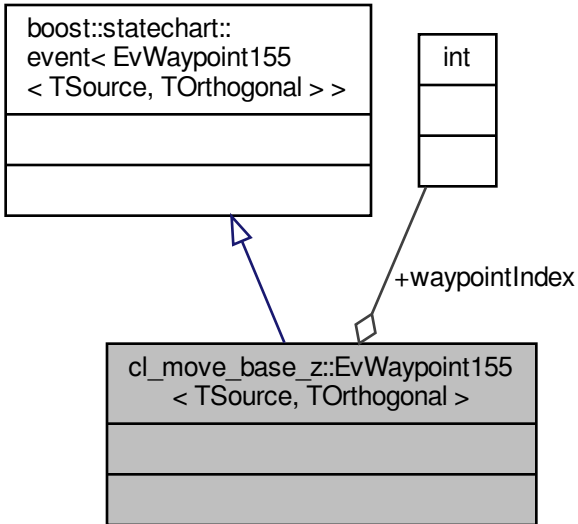 boost::statechart::
event< EvWaypoint155
< TSource, TOrthogonal > >
int
+waypointIndex
cl_move_base_z::EvWaypoint155
< TSource, TOrthogonal >